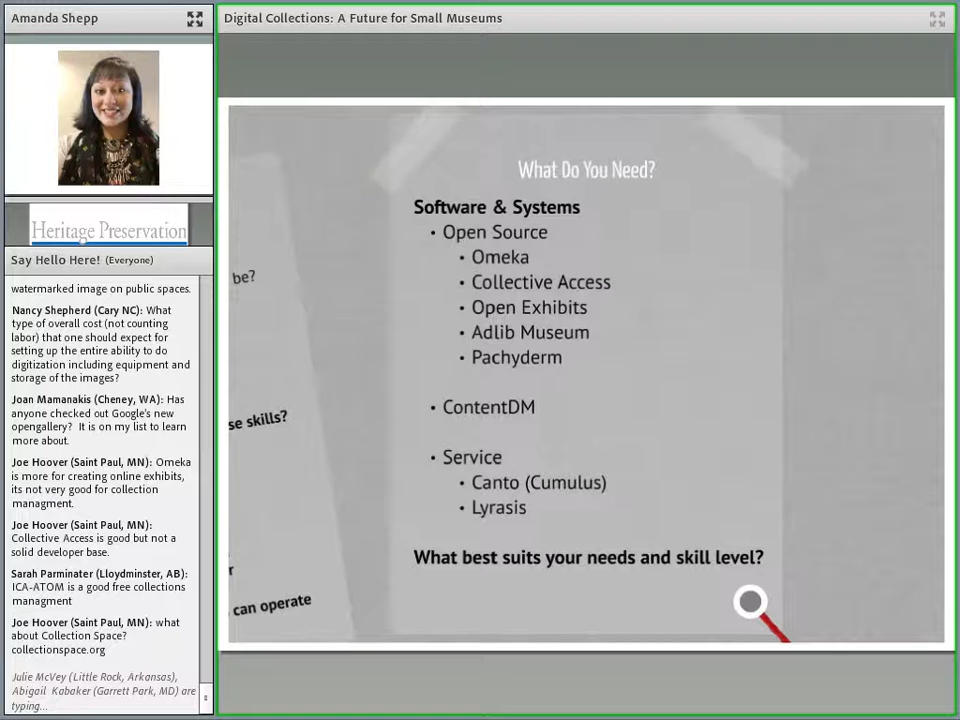 Amanda Shepp
Heritage Preservation
Say Hello Here! (Everyone)
watermarked image on public spaces.
Nancy Shepherd (Cary NC): What
type of overall cost (not counting
labor) that one should expect for
setting up the entire ability to do
digitization including equipment and
storage of the images?
Joan Mamanakis (Cheney, WA): Has
anyone checked out Google's new
opengallery? It is on my list to learn
more about.
Joe Hoover (Saint Paul, MN): Omeka
is more for creating online exhibits,
its not very good for collection
managment.
Joe Hoover (Saint Paul, MN):
Collective Access is good but not a
solid developer base.
Sarah Parminater (Lloydminster, AB):
ICA-ATOM is a good free collections
managment
Joe Hoover (Saint Paul, MN): what
about Collection Space?
collectionspace.org
Julie McVey (Little Rock, Arkansas),
Abigail Kabaker (Garrett Park, MD) are
typing...
Digital Collections: A Future for Small Museums
be?
se skills?
r
can operate
What Do You Need?
Software & Systems
• Open Source
• Omeka
• Collective Access
• Open Exhibits
• Adlib Museum
• Pachyderm
• ContentDM
• Service
• Canto (Cumulus)
• Lyrasis
What best suits your needs and skill level?